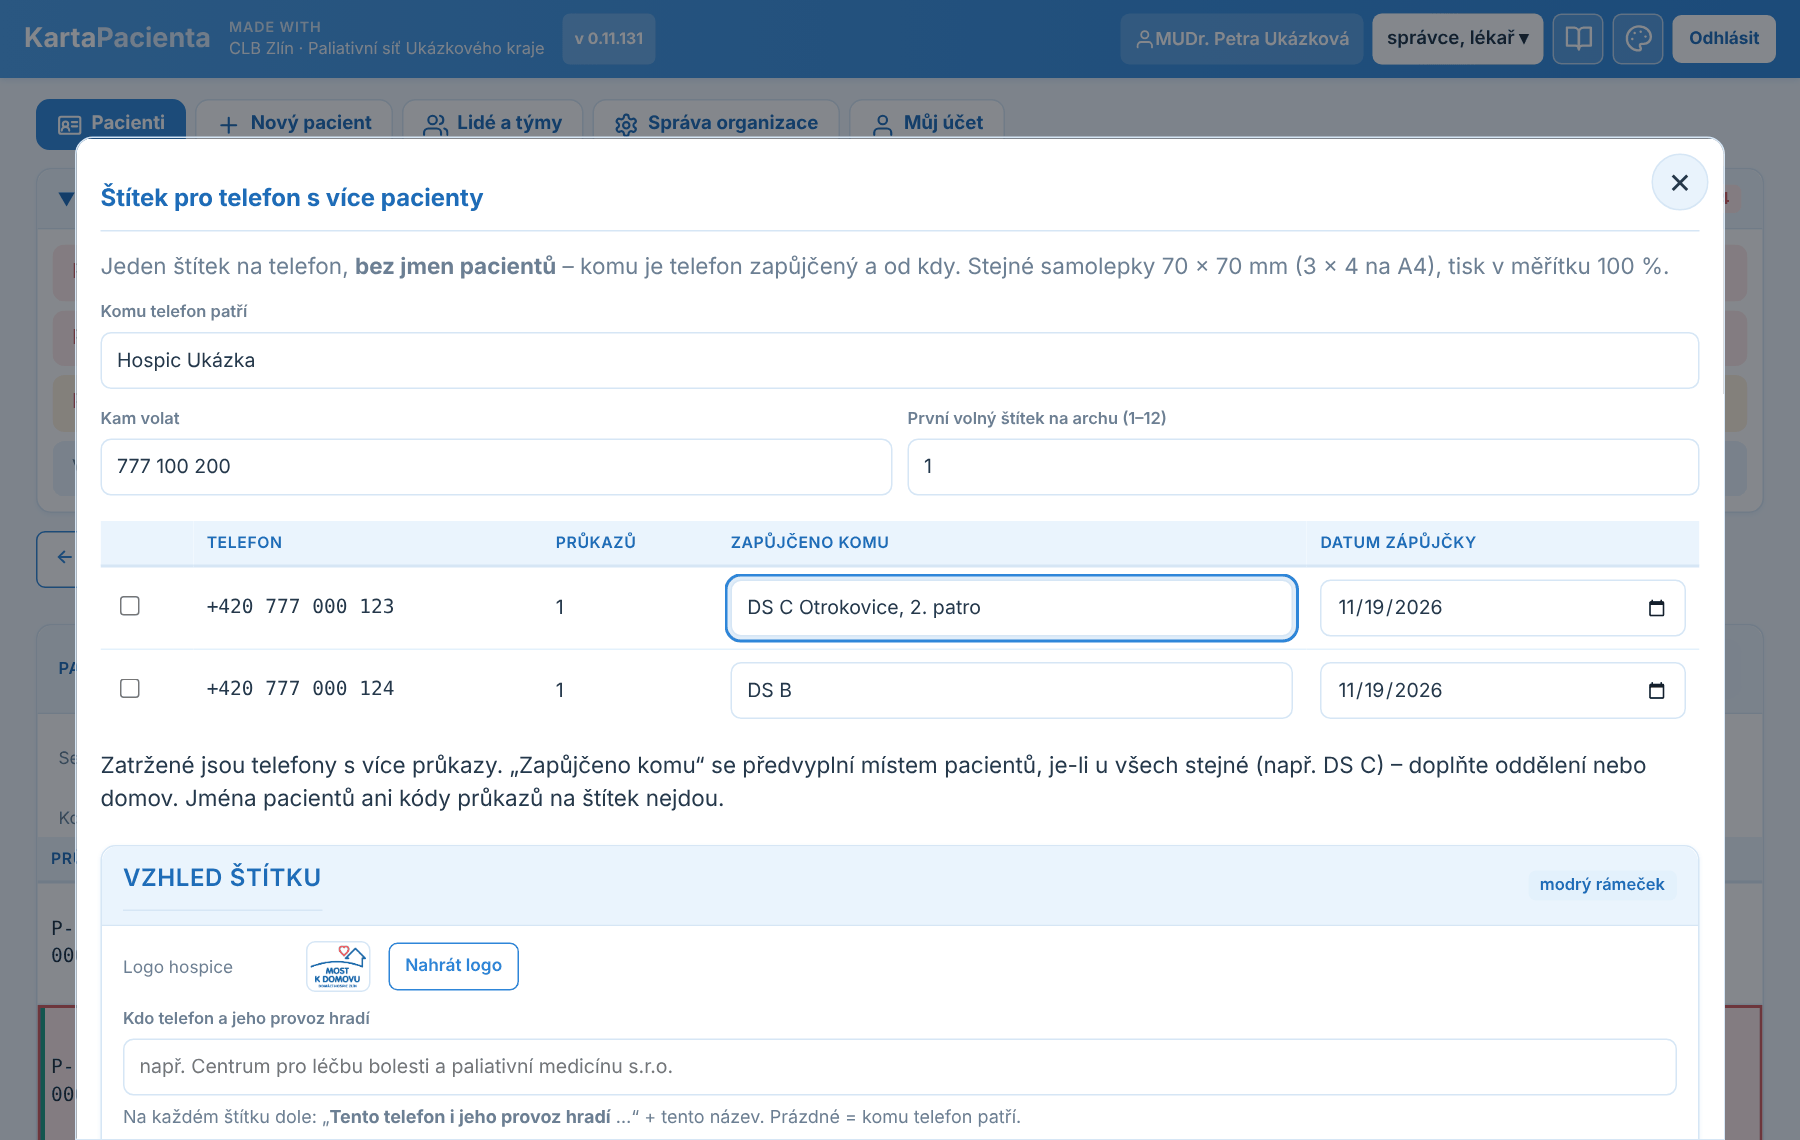 KartaPacienta
MADE WITH
CLB Zlín · Paliativní síť Ukázkového kraje
v 0.11.131
MUDr. Petra Ukázková
správce, lékař ▾
Odhlásit
Pacienti
Nový pacient
Lidé a týmy
Správa organizace
Můj účet
Štítek pro telefon s více pacienty
Jeden štítek na telefon, bez jmen pacientů – komu je telefon zapůjčený a od kdy. Stejné samolepky 70 × 70 mm (3 × 4 na A4), tisk v měřítku 100 %.
Komu telefon patří
Hospic Ukázka
Kam volat
První volný štítek na archu (1–12)
777 100 200
1
TELEFON PRŮKAZŮ ZAPŮJČENO KOMU DATUM ZÁPŮJČKY
+420 777 000 123 1 DS C Otrokovice, 2. patro 11/19/2026
+420 777 000 124 1 DS B 11/19/2026
Zatržené jsou telefony s více průkazy. „Zapůjčeno komu“ se předvyplní místem pacientů, je-li u všech stejné (např. DS C) – doplňte oddělení nebo
domov. Jména pacientů ani kódy průkazů na štítek nejdou.
VZHLED ŠTÍTKU
modrý rámeček
Logo hospice
MOST
K DOMOVU
DOMÁCÍ HOSPIC ZLÍN
Nahrát logo
Kdo telefon a jeho provoz hradí
např. Centrum pro léčbu bolesti a paliativní medicínu s.r.o.
Na každém štítku dole: „Tento telefon i jeho provoz hradí …“ + tento název. Prázdné = komu telefon patří.
P-
P-